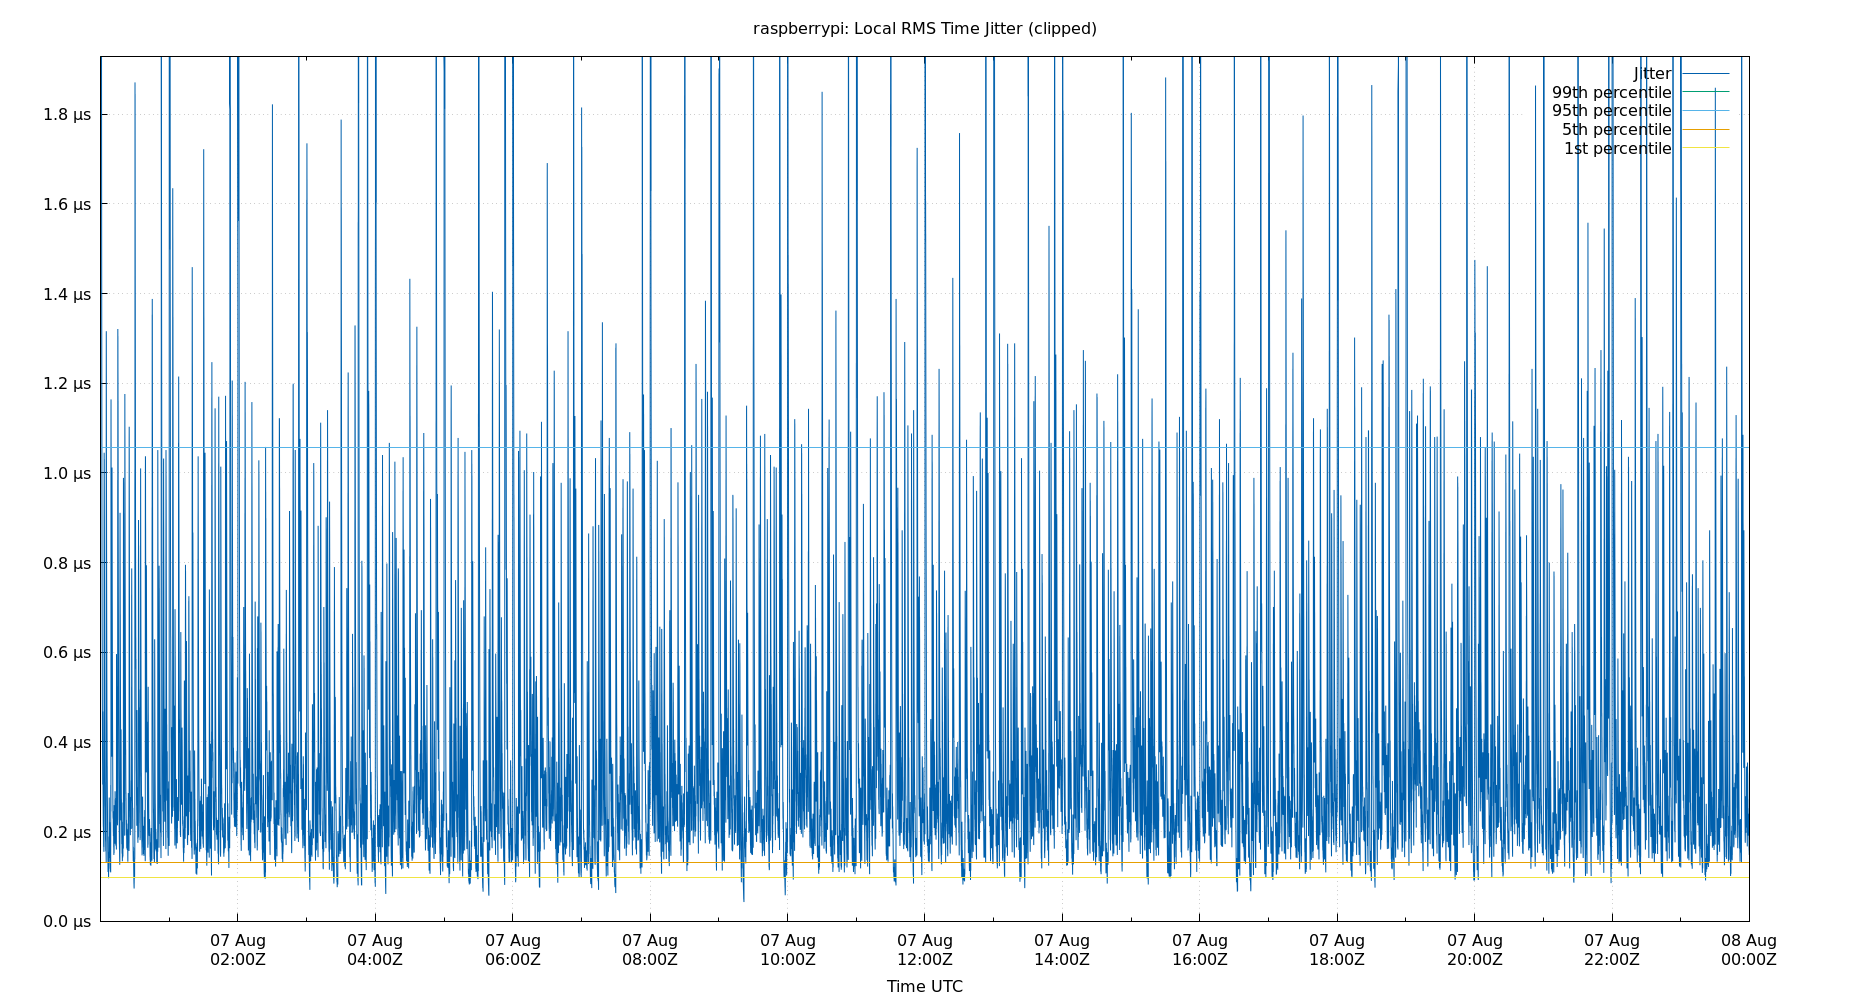 raspberrypi: Local RMS Time Jitter (clipped)
Jitter
99th percentile
95th percentile
5th percentile
1st percentile
1.8 μs
1.6 μs
1.4 μs
1.2 μs
1.0 μs
0.8 μs
0.6 μs
0.4 μs
0.2 μs
0.0 μs
07 Aug 07 Aug 07 Aug 07 Aug 07 Aug 07 Aug 07 Aug 07 Aug 07 Aug 07 Aug 07 Aug 08 Aug
02:00Z 04:00Z 06:00Z 08:00Z 10:00Z 12:00Z 14:00Z 16:00Z 18:00Z 20:00Z 22:00Z 00:00Z
Time UTC